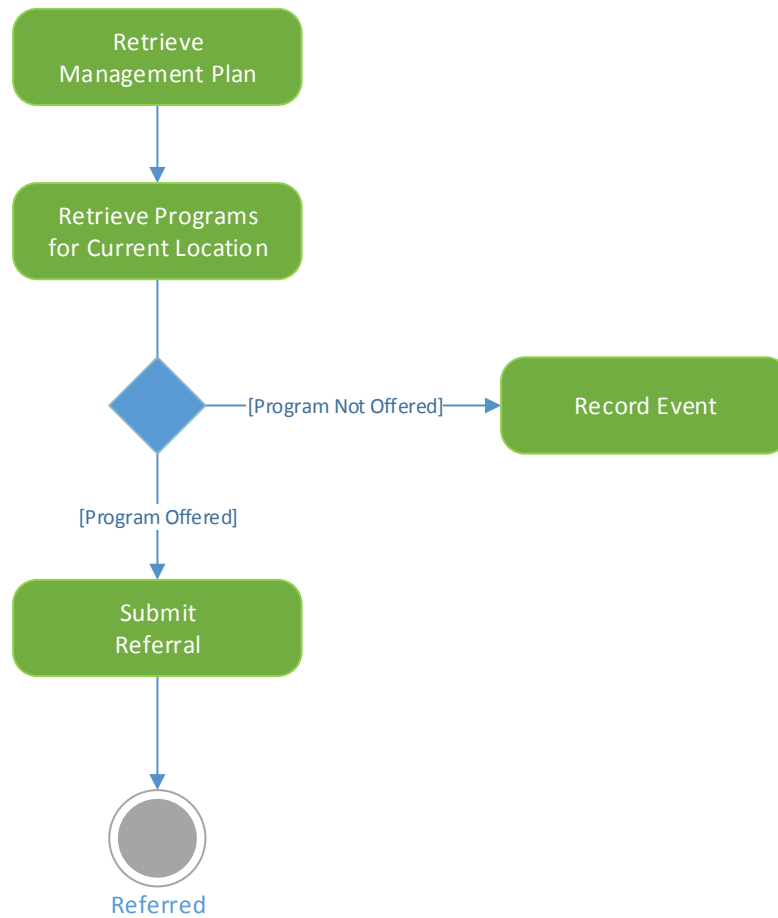 Retrieve
Management Plan
Retrieve Programs
for Current Location
[Program Not Offered]
Record Event
[Program Offered]
Submit
Referral
Referred